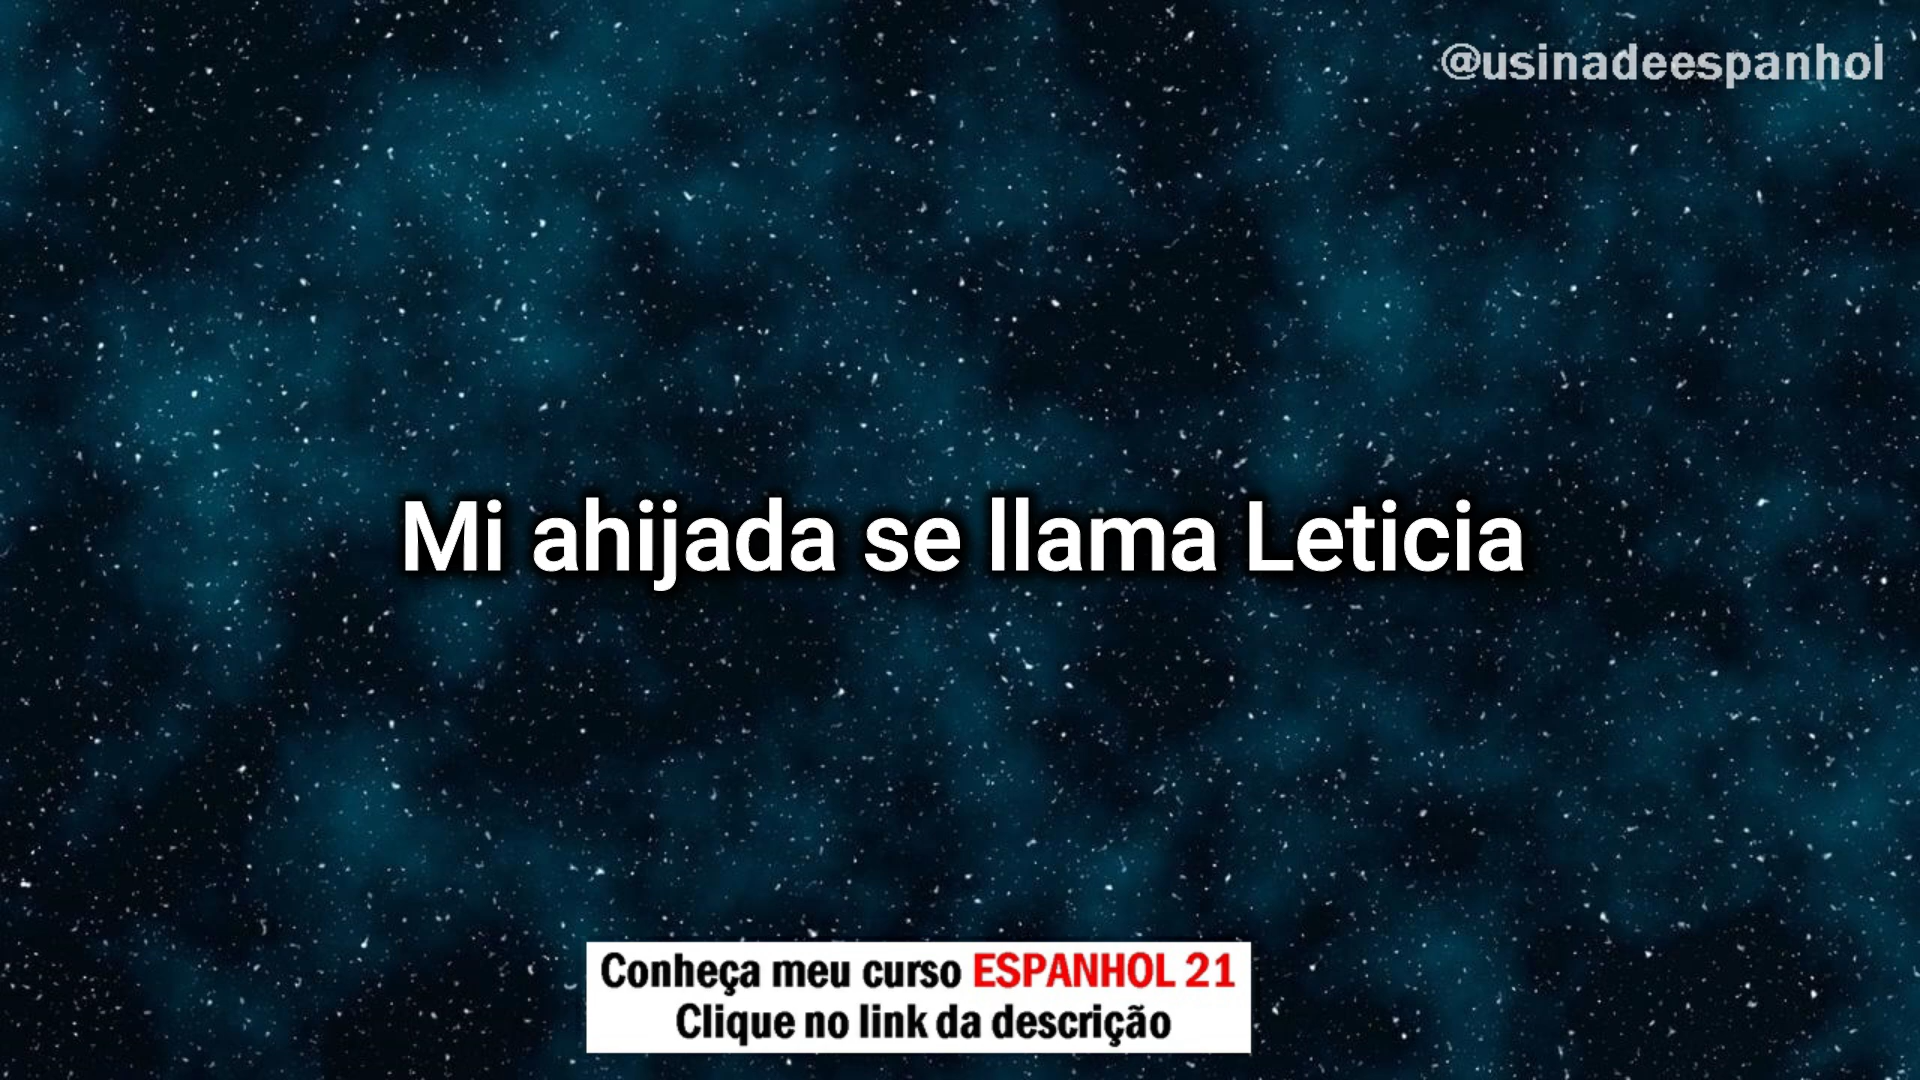 @usinadeespanhol
Mi ahijada se llama Leticia
Conheça meu curso ESPANHOL 21
Clique no link da descrição